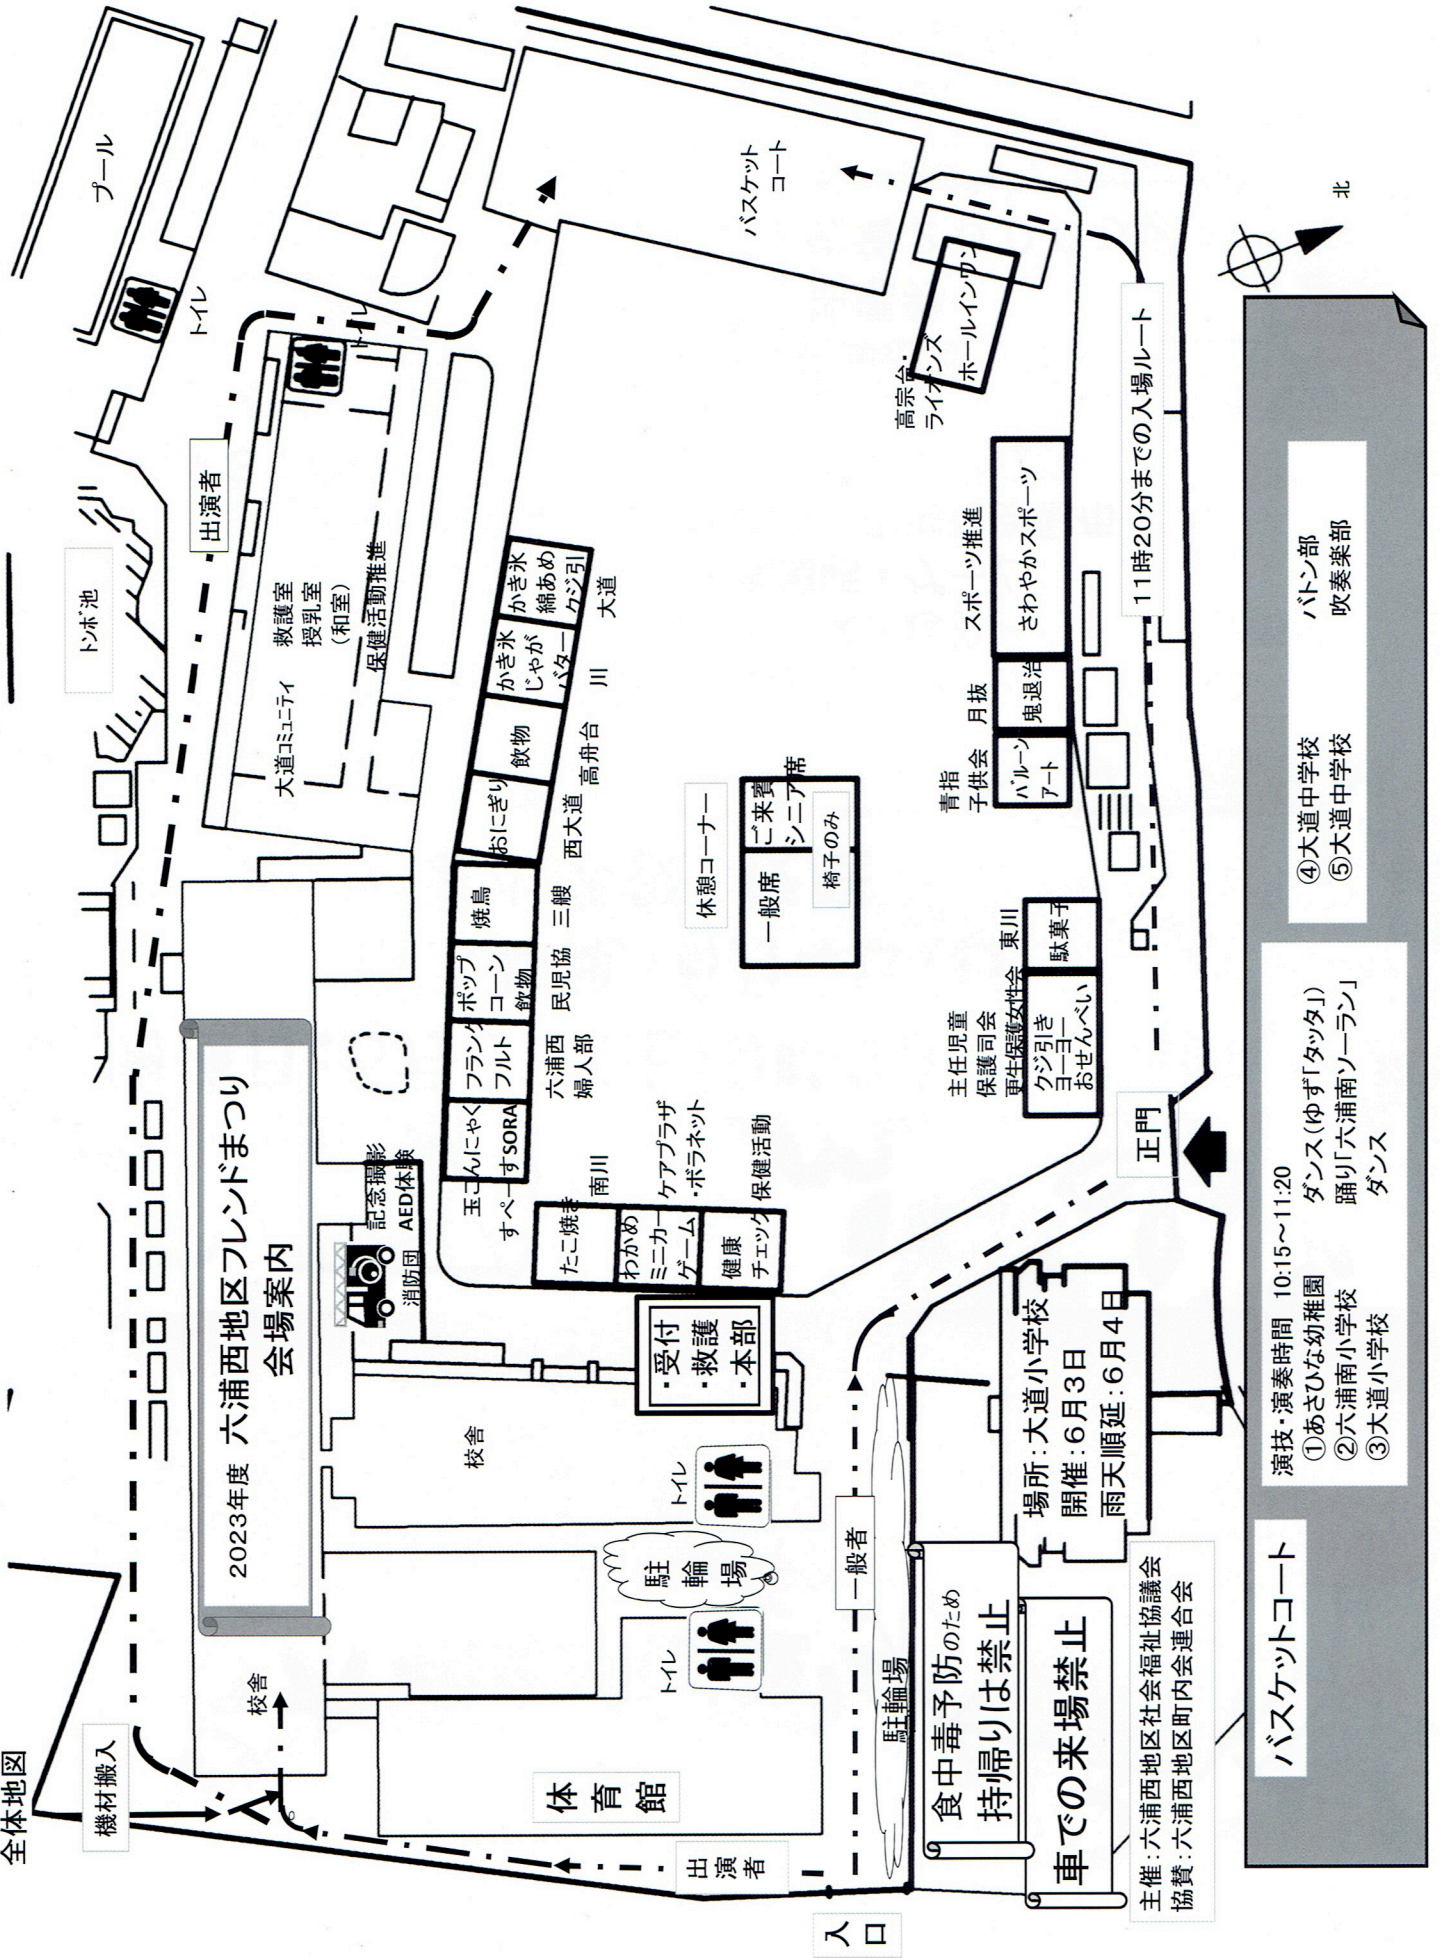 全体地図
機材搬入
トンボ池
プール
トイレ
出演者
2023年度 六浦西地区フレンドまつり
会場案内
校舎
大道コミュニティ
救護室
授乳室
(和室)
保健活動推進
トイレ
記念撮影
AED体験
消防団
校舎
玉こんにゃく
すぺーすSORA
フランク
フルト
六浦西
婦人部
ポップ
コーン
飲物
民児協
焼鳥
三艘
おにぎり
西大道
飲物
高舟台
かき氷
じゃが
バター
川
かき氷
綿あめ
クジ引
大道
バスケット
コート
体
育
館
トイレ
駐
輪
場
トイレ
・受付
・救護
・本部
たこ焼き
南川
わかめ
ミニカー
ゲーム
ケアプラザ
・ボラネット
健康
チェック
保健活動
休憩コーナー
一般席
ご来賓
シニア席
椅子のみ
高宗台・
ライオンズ
ホールインワン
出
演
者
入
口
一般者
駐輪場
主任児童
保護司会
更生保護女性会
クジ引き
ヨーヨー
おせんべい
東川
駄菓子
青指
子供会
バルーン
アート
月抜
鬼退治
スポーツ推進
さわやかスポーツ
11時20分までの入場ルート
正門
北
食中毒予防のため
持帰りは禁止
車での来場禁止
場所：大道小学校
開催：6月3日
雨天順延：6月4日
主催：六浦西地区社会福祉協議会
協賛：六浦西地区町内会連合会
バスケットコート
演技・演奏時間 10:15～11:20
①あさひな幼稚園 ダンス(ゆず「タッタ」)
②六浦南小学校 踊り「六浦南ソーラン」
③大道小学校 ダンス
④大道中学校 バトン部
⑤大道中学校 吹奏楽部